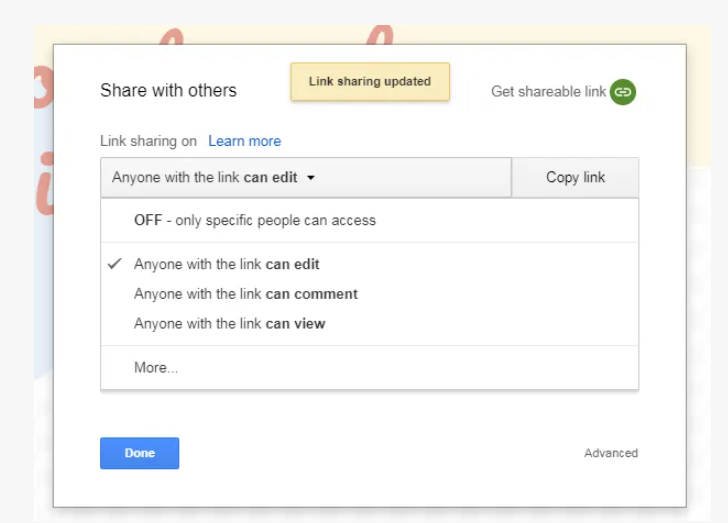 Share with others
Link sharing updated
Get shareable link
Link sharing on Learn more
Anyone with the link can edit
Copy link
OFF - only specific people can access
Anyone with the link can edit
Anyone with the link can comment
Anyone with the link can view
More...
Done
Advanced